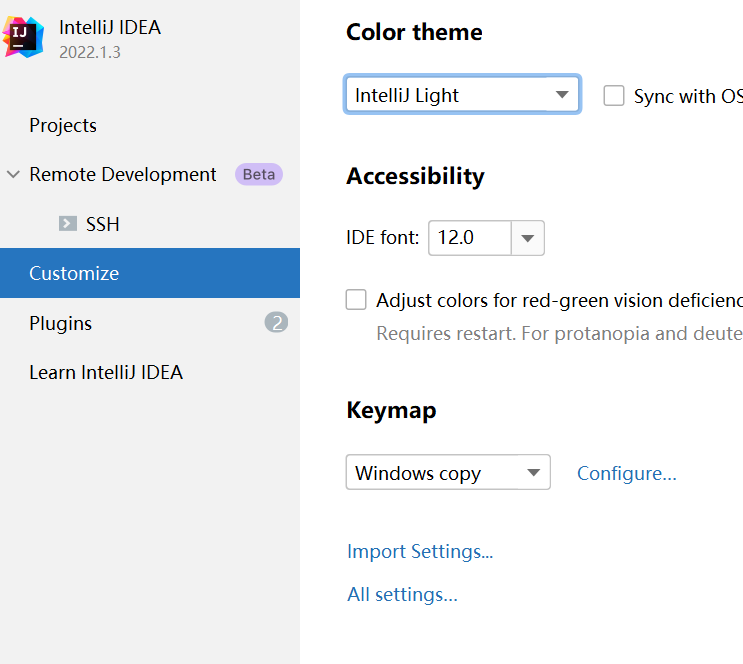 IJ
IntelliJ IDEA
2022.1.3
Projects
Remote Development Beta
SSH
Customize
Plugins 2
Learn IntelliJ IDEA
Color theme
IntelliJ Light Sync with OS
Accessibility
IDE font: 12.0
Adjust colors for red-green vision deficienc
Requires restart. For protanopia and deute
Keymap
Windows copy Configure...
Import Settings...
All settings...